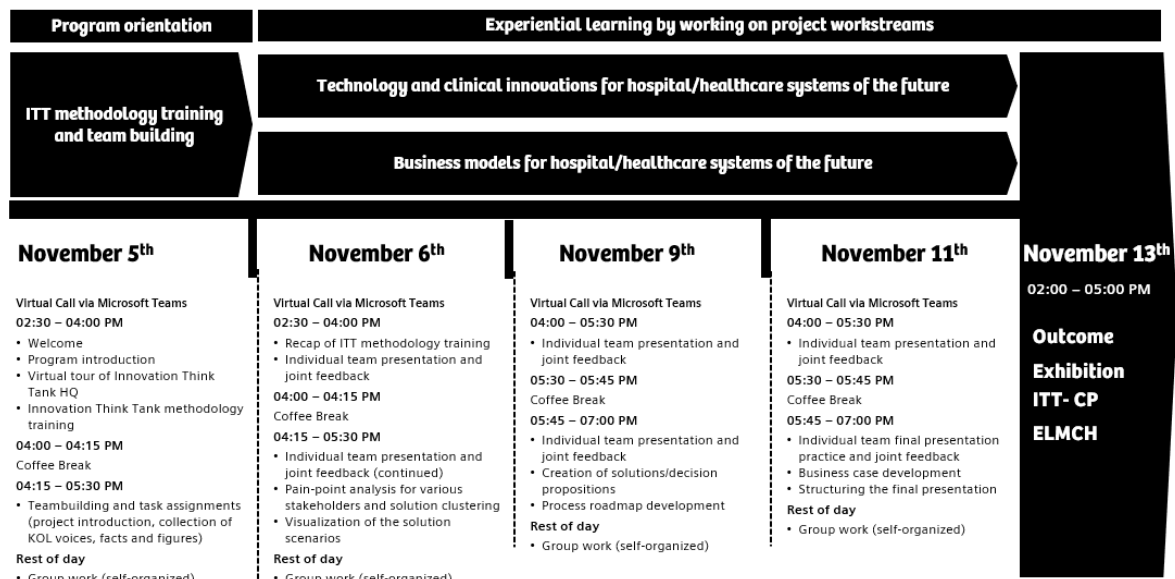 Program orientation
Experiential learning by working on project workstreams
ITT methodology training
and team building
Technology and clinical innovations for hospital/healthcare systems of the future
Business models for hospital/healthcare systems of the future
November 5th
Virtual Call via Microsoft Teams
02:30 – 04:00 PM
• Welcome
• Program introduction
• Virtual tour of Innovation Think
Tank HQ
• Innovation Think Tank methodology
training
04:00 – 04:15 PM
Coffee Break
04:15 – 05:30 PM
• Teambuilding and task assignments
(project introduction, collection of
KOL voices, facts and figures)
Rest of day
• Group work (self-organized)
November 6th
Virtual Call via Microsoft Teams
02:30 – 04:00 PM
• Recap of ITT methodology training
• Individual team presentation and
joint feedback
04:00 – 04:15 PM
Coffee Break
04:15 – 05:30 PM
• Individual team presentation and
joint feedback (continued)
• Pain-point analysis for various
stakeholders and solution clustering
• Visualization of the solution
scenarios
Rest of day
• Group work (self-organized)
November 9th
Virtual Call via Microsoft Teams
04:00 – 05:30 PM
• Individual team presentation and
joint feedback
05:30 – 05:45 PM
Coffee Break
05:45 – 07:00 PM
• Individual team presentation and
joint feedback
• Creation of solutions/decision
propositions
• Process roadmap development
Rest of day
• Group work (self-organized)
November 11th
Virtual Call via Microsoft Teams
04:00 – 05:30 PM
• Individual team presentation and
joint feedback
05:30 – 05:45 PM
Coffee Break
05:45 – 07:00 PM
• Individual team final presentation
practice and joint feedback
• Business case development
• Structuring the final presentation
Rest of day
• Group work (self-organized)
November 13th
02:00 – 05:00 PM
Outcome
Exhibition
ITT- CP
ELMCH